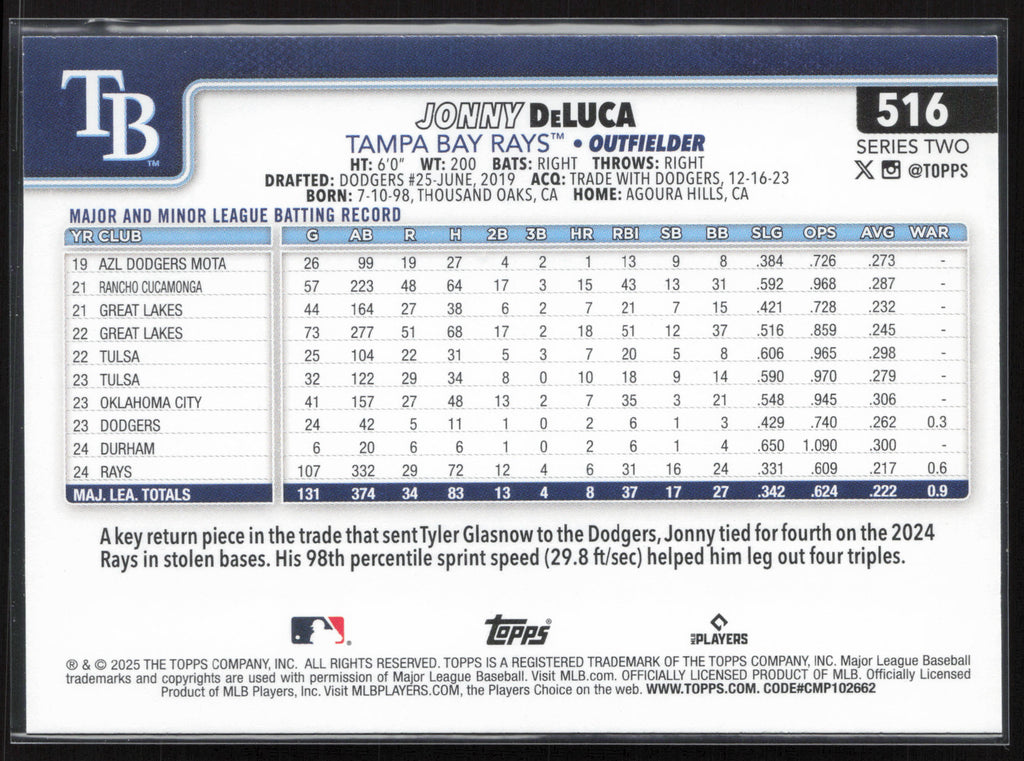 TB
TM
JONNY DeLUCA
516
TAMPA BAY RAYS™ • OUTFIELDER
SERIES TWO
HT: 6'0" WT: 200 BATS: RIGHT THROWS: RIGHT
@TOPPS
DRAFTED: DODGERS #25-JUNE, 2019 ACQ: TRADE WITH DODGERS, 12-16-23
BORN: 7-10-98, THOUSAND OAKS, CA HOME: AGOURA HILLS, CA
MAJOR AND MINOR LEAGUE BATTING RECORD
YR CLUB G AB R H 2B 3B HR RBI SB BB SLG OPS AVG WAR
19 AZL DODGERS MOTA 26 99 19 27 4 2 1 13 9 8 .384 .726 .273 -
21 RANCHO CUCAMONGA 57 223 48 64 17 3 15 43 13 31 .592 .968 .287 -
21 GREAT LAKES 44 164 27 38 6 2 7 21 7 15 .421 .728 .232 -
22 GREAT LAKES 73 277 51 68 17 2 18 51 12 37 .516 .859 .245 -
22 TULSA 25 104 22 31 5 3 7 20 5 8 .606 .965 .298 -
23 TULSA 32 122 29 34 8 0 10 18 9 14 .590 .970 .279 -
23 OKLAHOMA CITY 41 157 27 48 13 2 7 35 3 21 .548 .945 .306 -
23 DODGERS 24 42 5 11 1 0 2 6 1 3 .429 .740 .262 0.3
24 DURHAM 6 20 6 6 1 0 2 6 1 4 .650 1.090 .300 -
24 RAYS 107 332 29 72 12 4 6 31 16 24 .331 .609 .217 0.6
MAJ. LEA. TOTALS 131 374 34 83 13 4 8 37 17 27 .342 .624 .222 0.9
A key return piece in the trade that sent Tyler Glasnow to the Dodgers, Jonny tied for fourth on the 2024
Rays in stolen bases. His 98th percentile sprint speed (29.8 ft/sec) helped him leg out four triples.
Topps®
MLB PLAYERS
® & © 2025 THE TOPPS COMPANY, INC. ALL RIGHTS RESERVED. TOPPS IS A REGISTERED TRADEMARK OF THE TOPPS COMPANY, INC. Major League Baseball
trademarks and copyrights are used with permission of Major League Baseball. Visit MLB.com. OFFICIALLY LICENSED PRODUCT OF MLB. Officially Licensed
Product of MLB Players, Inc. Visit MLBPLAYERS.COM, the Players Choice on the web. WWW.TOPPS.COM. CODE#CMP102662